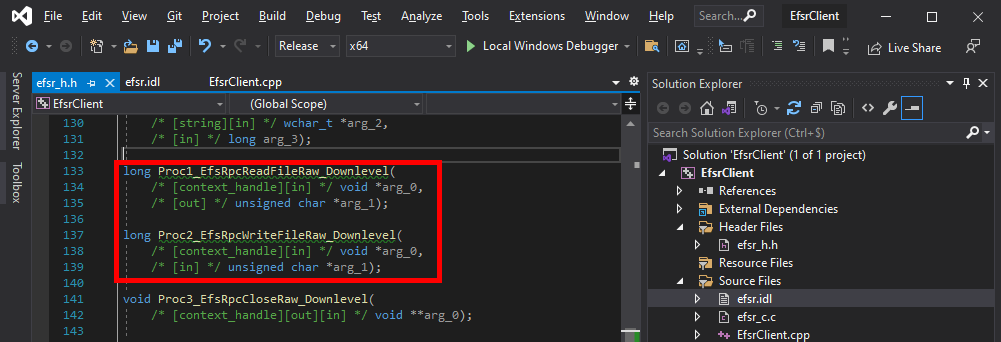 File Edit View Git Project Build Debug Test Analyze Tools Extensions Window Help Search... EfsrClient
Release x64 Local Windows Debugger Live Share
Server Explorer
Toolbox
efsr_h.h efsr.idl EfsrClient.cpp
EfsrClient (Global Scope)
130 /* [string][in] */ wchar_t *arg_2,
131 /* [in] */ long arg_3);
132
133 long Proc1_EfsRpcReadFileRaw_Downlevel(
134 /* [context_handle][in] */ void *arg_0,
135 /* [out] */ unsigned char *arg_1);
136
137 long Proc2_EfsRpcWriteFileRaw_Downlevel(
138 /* [context_handle][in] */ void *arg_0,
139 /* [in] */ unsigned char *arg_1);
140
141 void Proc3_EfsRpcCloseRaw_Downlevel(
142 /* [context_handle][out][in] */ void **arg_0);
143
Solution Explorer
Search Solution Explorer (Ctrl+$)
Solution 'EfsrClient' (1 of 1 project)
EfsrClient
References
External Dependencies
Header Files
efsr_h.h
Resource Files
Source Files
efsr.idl
efsr_c.c
EfsrClient.cpp